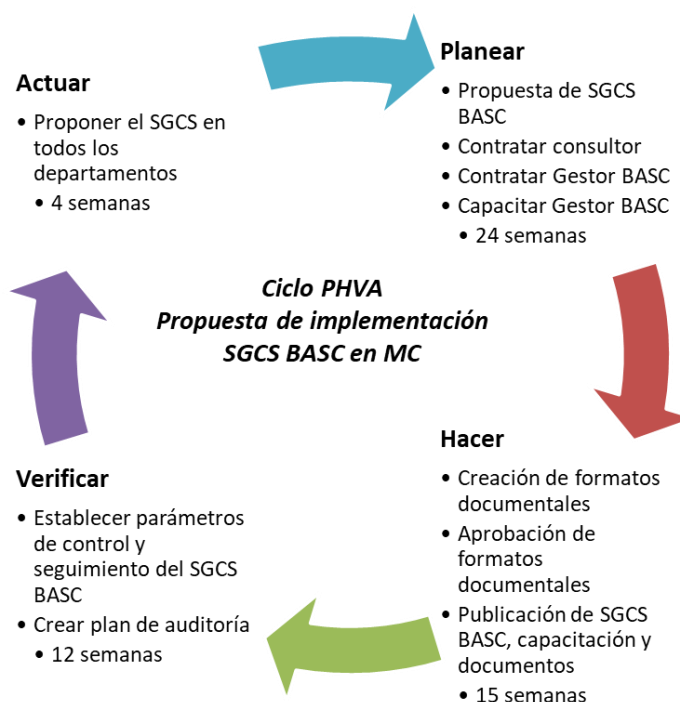 Planear
• Propuesta de SGCS
BASC
• Contratar consultor
• Contratar Gestor BASC
• Capacitar Gestor BASC
• 24 semanas
Hacer
• Creación de formatos
documentales
• Aprobación de
formatos
documentales
• Publicación de SGCS
BASC, capacitación y
documentos
• 15 semanas
Verificar
• Establecer parámetros
de control y
seguimiento del SGCS
BASC
• Crear plan de auditoría
• 12 semanas
Actuar
• Proponer el SGCS en
todos los
departamentos
• 4 semanas
Ciclo PHVA
Propuesta de implementación
SGCS BASC en MC